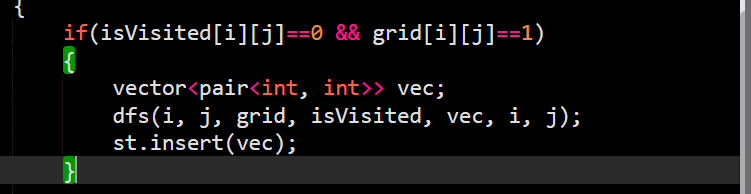 {
if(isVisited[i][j]==0 && grid[i][j]==1)
{
vector<pair<int, int>> vec;
dfs(i, j, grid, isVisited, vec, i, j);
st.insert(vec);
}